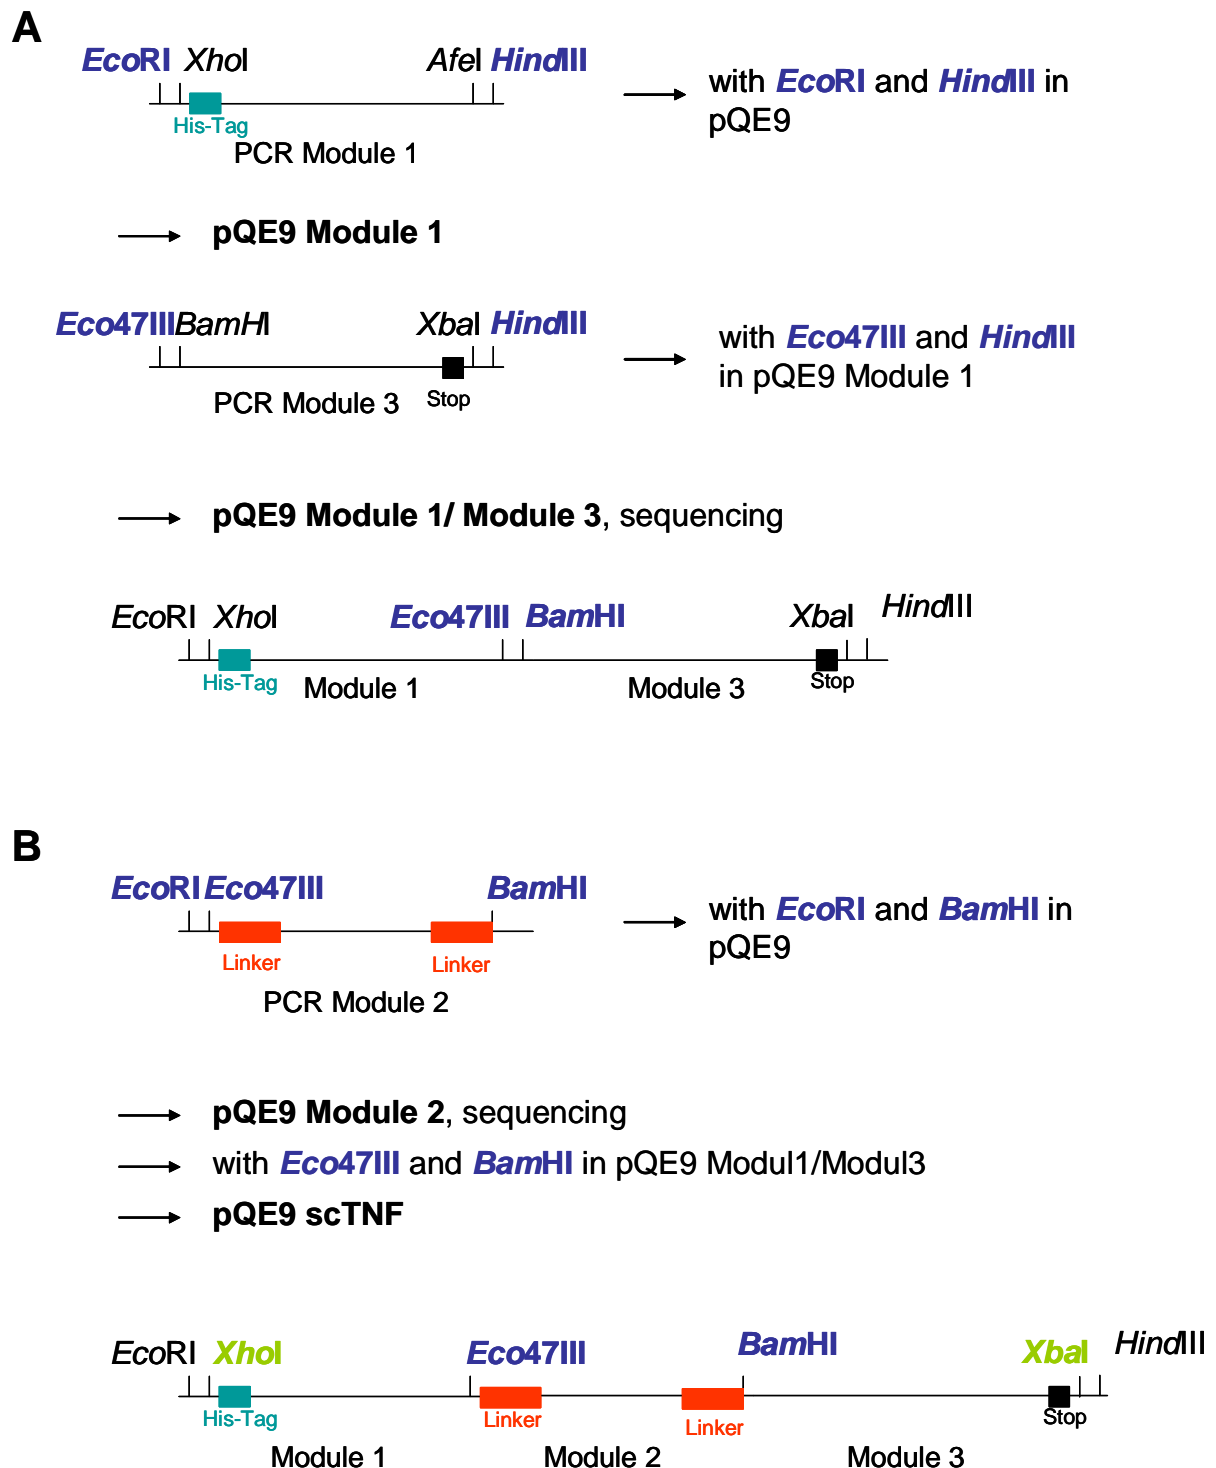 A
EcoRI XhoI AfeI HindIII
with EcoRI and HindIII in
pQE9
His-Tag
PCR Module 1
pQE9 Module 1
Eco47III BamHI XbaI HindIII
with Eco47III and HindIII
in pQE9 Module 1
PCR Module 3
Stop
pQE9 Module 1/ Module 3, sequencing
EcoRI XhoI Eco47III BamHI XbaI HindIII
His-Tag
Module 1
Module 3
Stop
B
EcoRI Eco47III BamHI
with EcoRI and BamHI in
pQE9
Linker Linker
PCR Module 2
pQE9 Module 2, sequencing
with Eco47III and BamHI in pQE9 Modul1/Modul3
pQE9 scTNF
EcoRI XhoI Eco47III BamHI XbaI HindIII
His-Tag Linker Linker Stop
Module 1 Module 2 Module 3